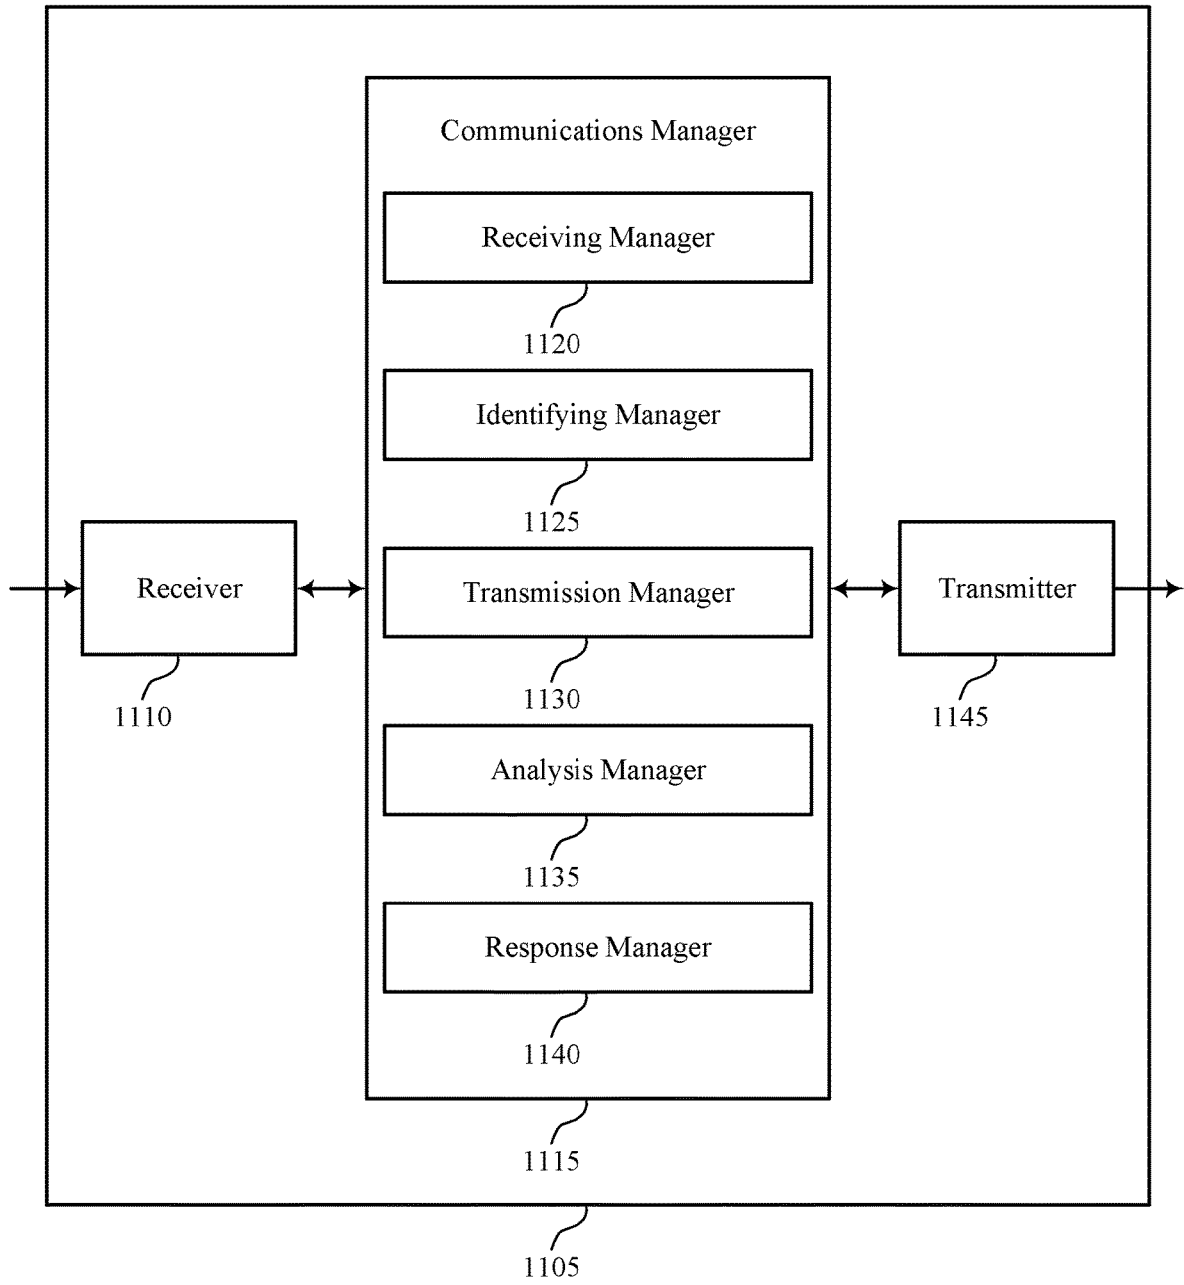 Communications Manager
Receiving Manager
1120
Identifying Manager
1125
Receiver
1110
Transmission Manager
1130
Transmitter
1145
Analysis Manager
1135
Response Manager
1140
1115
1105